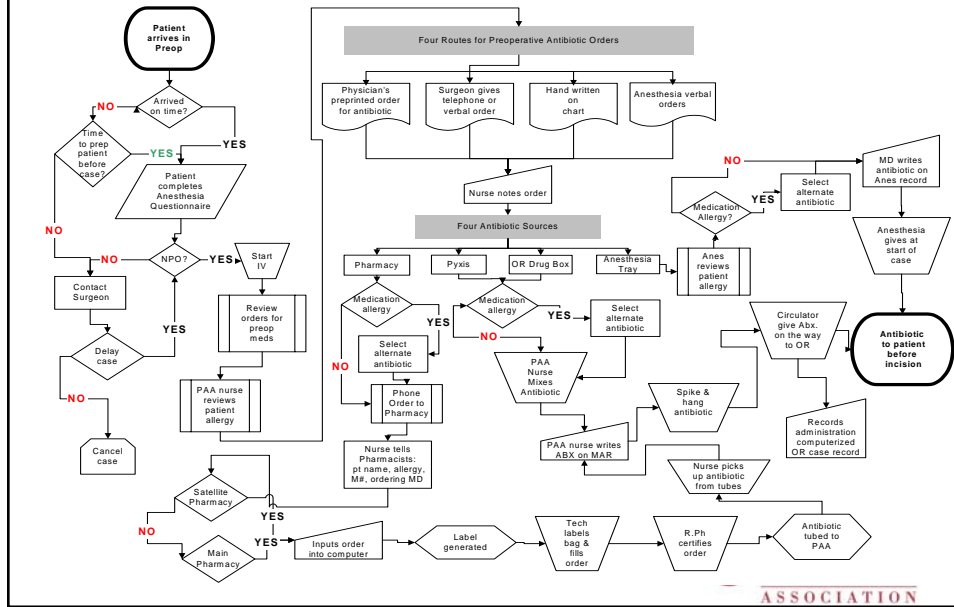 Patient
arrives in
Preop
Arrived
on time?
NO
YES
Time
to prep
patient
before
case?
YES
NO
Patient
completes
Anesthesia
Questionnaire
NPO?
NO
YES
Start
IV
Contact
Surgeon
Review
orders for
preop
meds
YES
Delay
case
NO
Cancel
case
PAA nurse
reviews
patient
allergy
Four Routes for Preoperative Antibiotic Orders
Physician's
preprinted order
for antibiotic
Surgeon gives
telephone or
verbal order
Hand written
on
chart
Anesthesia verbal
orders
Nurse notes order
Four Antibiotic Sources
Pharmacy
Pyxis
OR Drug Box
Anesthesia
Tray
Medication
allergy
YES
NO
Select
alternate
antibiotic
Phone
Order to
Pharmacy
Nurse tells
Pharmacists:
pt name, allergy,
M#, ordering MD
Medication
allergy
YES
NO
Select
alternate
antibiotic
PAA
Nurse
Mixes
Antibiotic
PAA nurse writes
ABX on MAR
Spike &
hang
antibiotic
Anes
reviews
patient
allergy
Medication
Allergy?
NO
YES
Select
alternate
antibiotic
MD writes
antibiotic on
Anes record
Anesthesia
gives at
start of
case
Circulator
give Abx.
on the way
to OR
Antibiotic
to patient
before
incision
Records
administration
computerized
OR case record
Nurse picks
up antibiotic
from tubes
Satellite
Pharmacy
YES
NO
Main
Pharmacy
YES
Inputs order
into computer
Label
generated
Tech
labels
bag &
fills
order
R.Ph
certifies
order
Antibiotic
tubed to
PAA
ASSOCIATION